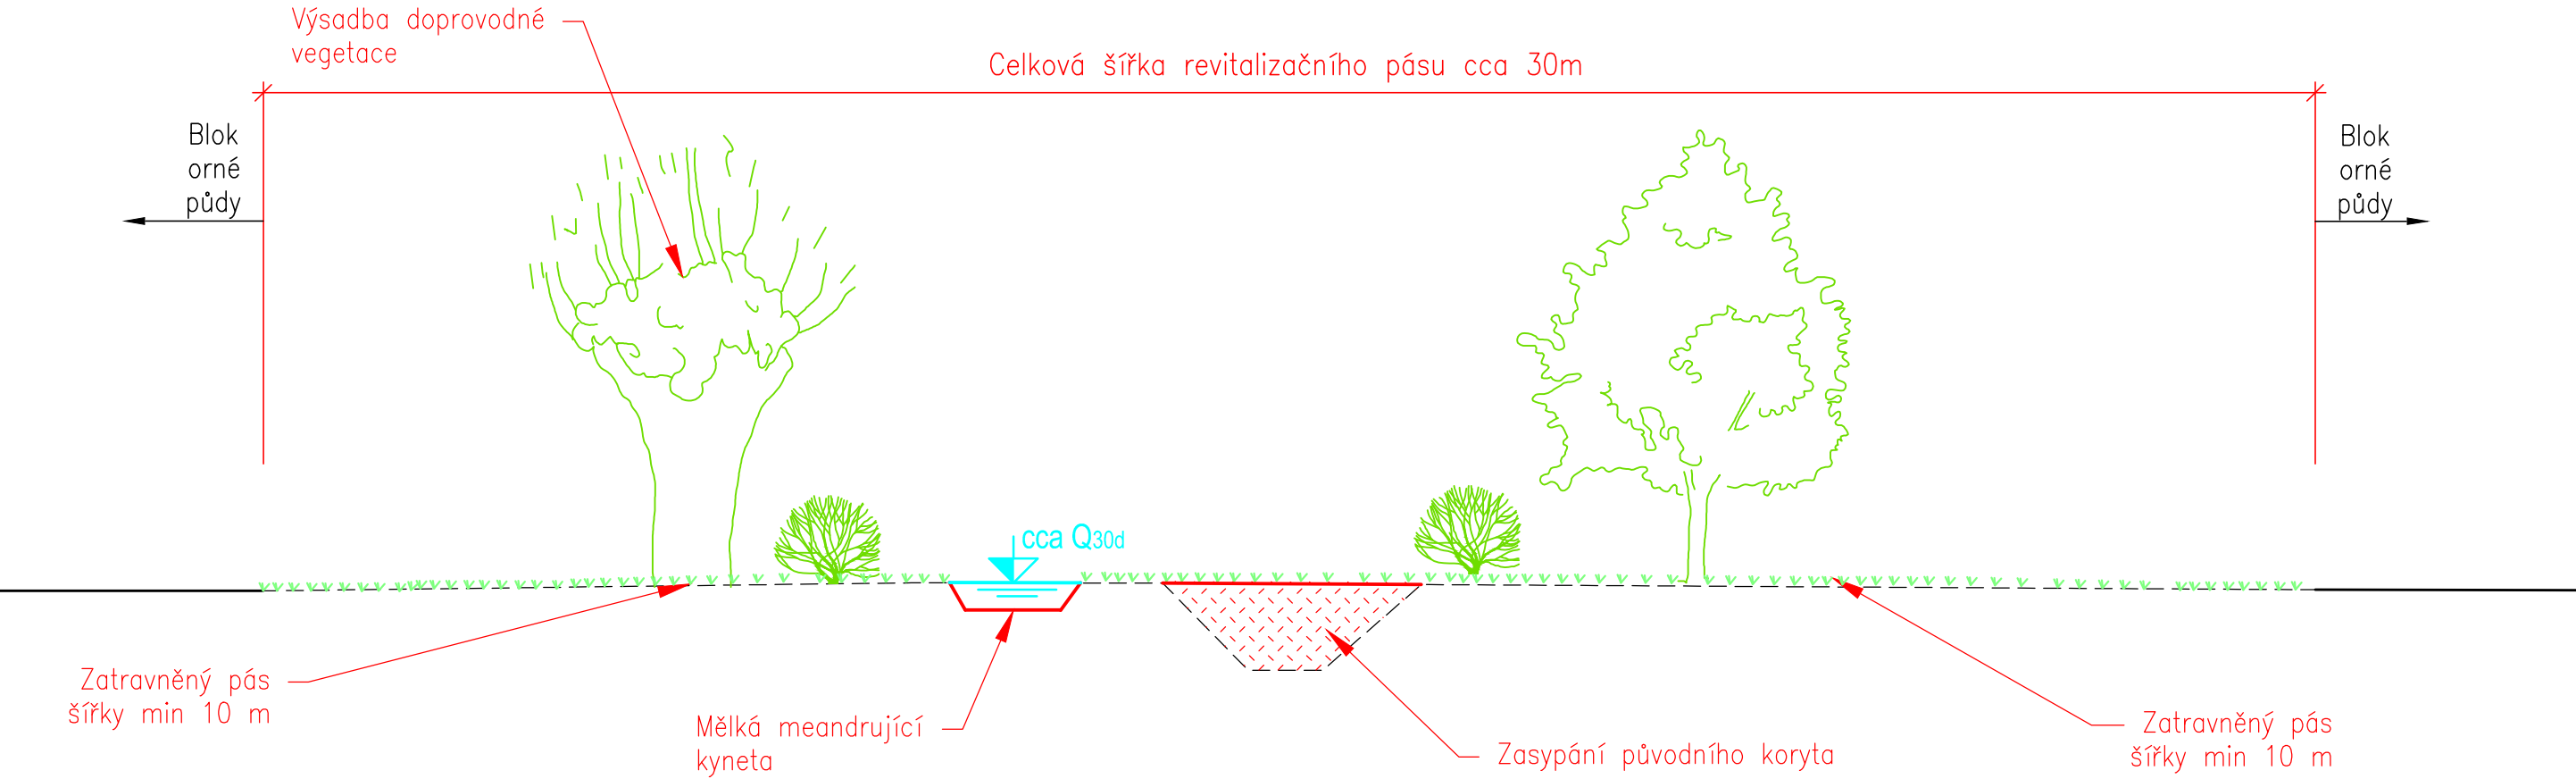 Výsadba doprovodné
vegetace
Celková šířka revitalizačního pásu cca 30m
Blok
orné
půdy
Blok
orné
půdy
cca Q30d
Zatravněný pás
šířky min 10 m
Mělká meandrující
kyneta
Zasypání původního koryta
Zatravněný pás
šířky min 10 m